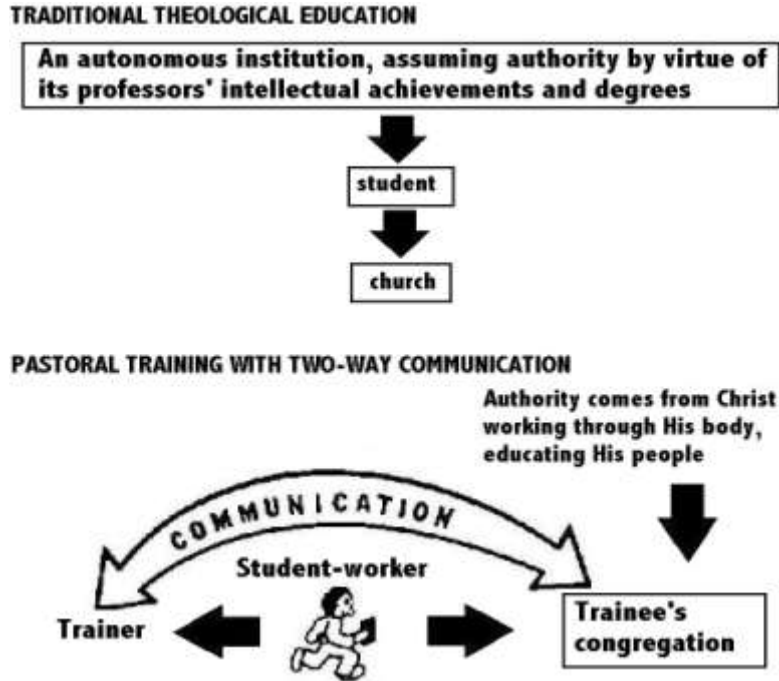 TRADITIONAL THEOLOGICAL EDUCATION
An autonomous institution, assuming authority by virtue of
its professors' intellectual achievements and degrees
student
church
PASTORAL TRAINING WITH TWO-WAY COMMUNICATION
Authority comes from Christ
working through His body,
educating His people
COMMUNICATION
Student-worker
Trainer
Trainee's
congregation